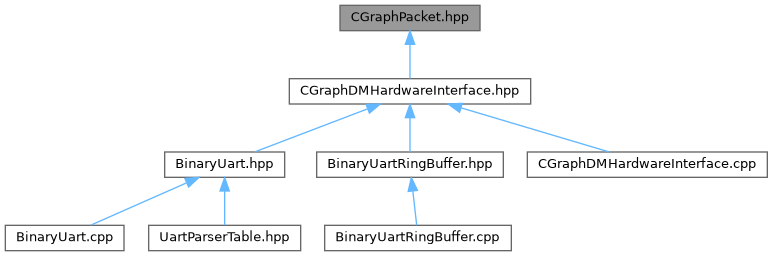 CGraphPacket.hpp
CGraphDMHardwareInterface.hpp
BinaryUart.hpp
BinaryUartRingBuffer.hpp
CGraphDMHardwareInterface.cpp
BinaryUart.cpp
UartParserTable.hpp
BinaryUartRingBuffer.cpp